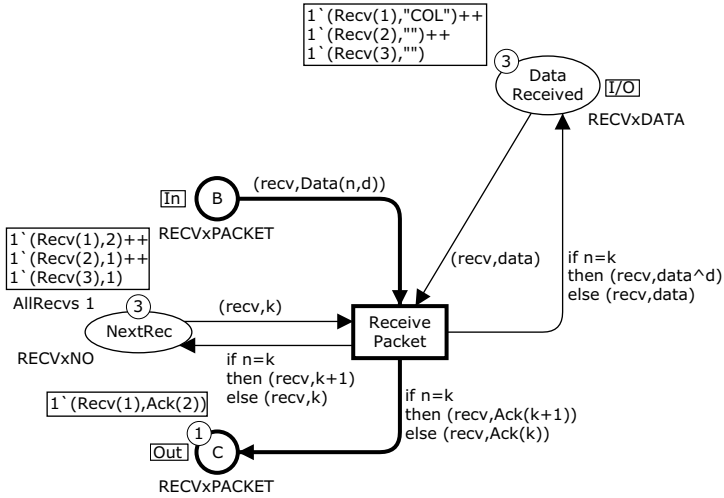 1`(Recv(1),"COL")++
1`(Recv(2),"")++
1`(Recv(3),"")
3
Data
Received
I/O
RECVxDATA
(recv,Data(n,d))
In
B
RECVxPACKET
1`(Recv(1),2)++
1`(Recv(2),1)++
1`(Recv(3),1)
(recv,data)
if n=k
then (recv,data^d)
else (recv,data)
AllRecvs 1
3
NextRec
(recv,k)
Receive
Packet
RECVxNO
if n=k
then (recv,k+1)
else (recv,k)
1`(Recv(1),Ack(2))
if n=k
then (recv,Ack(k+1))
else (recv,Ack(k))
1
Out
C
RECVxPACKET